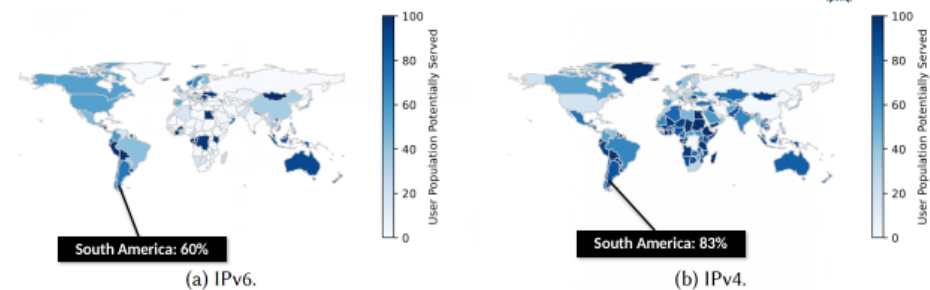 100
80
60
40
20
0
User Population Potentially Served
South America: 60%
(a) IPv6.
100
80
60
40
20
0
User Population Potentially Served
South America: 83%
(b) IPv4.